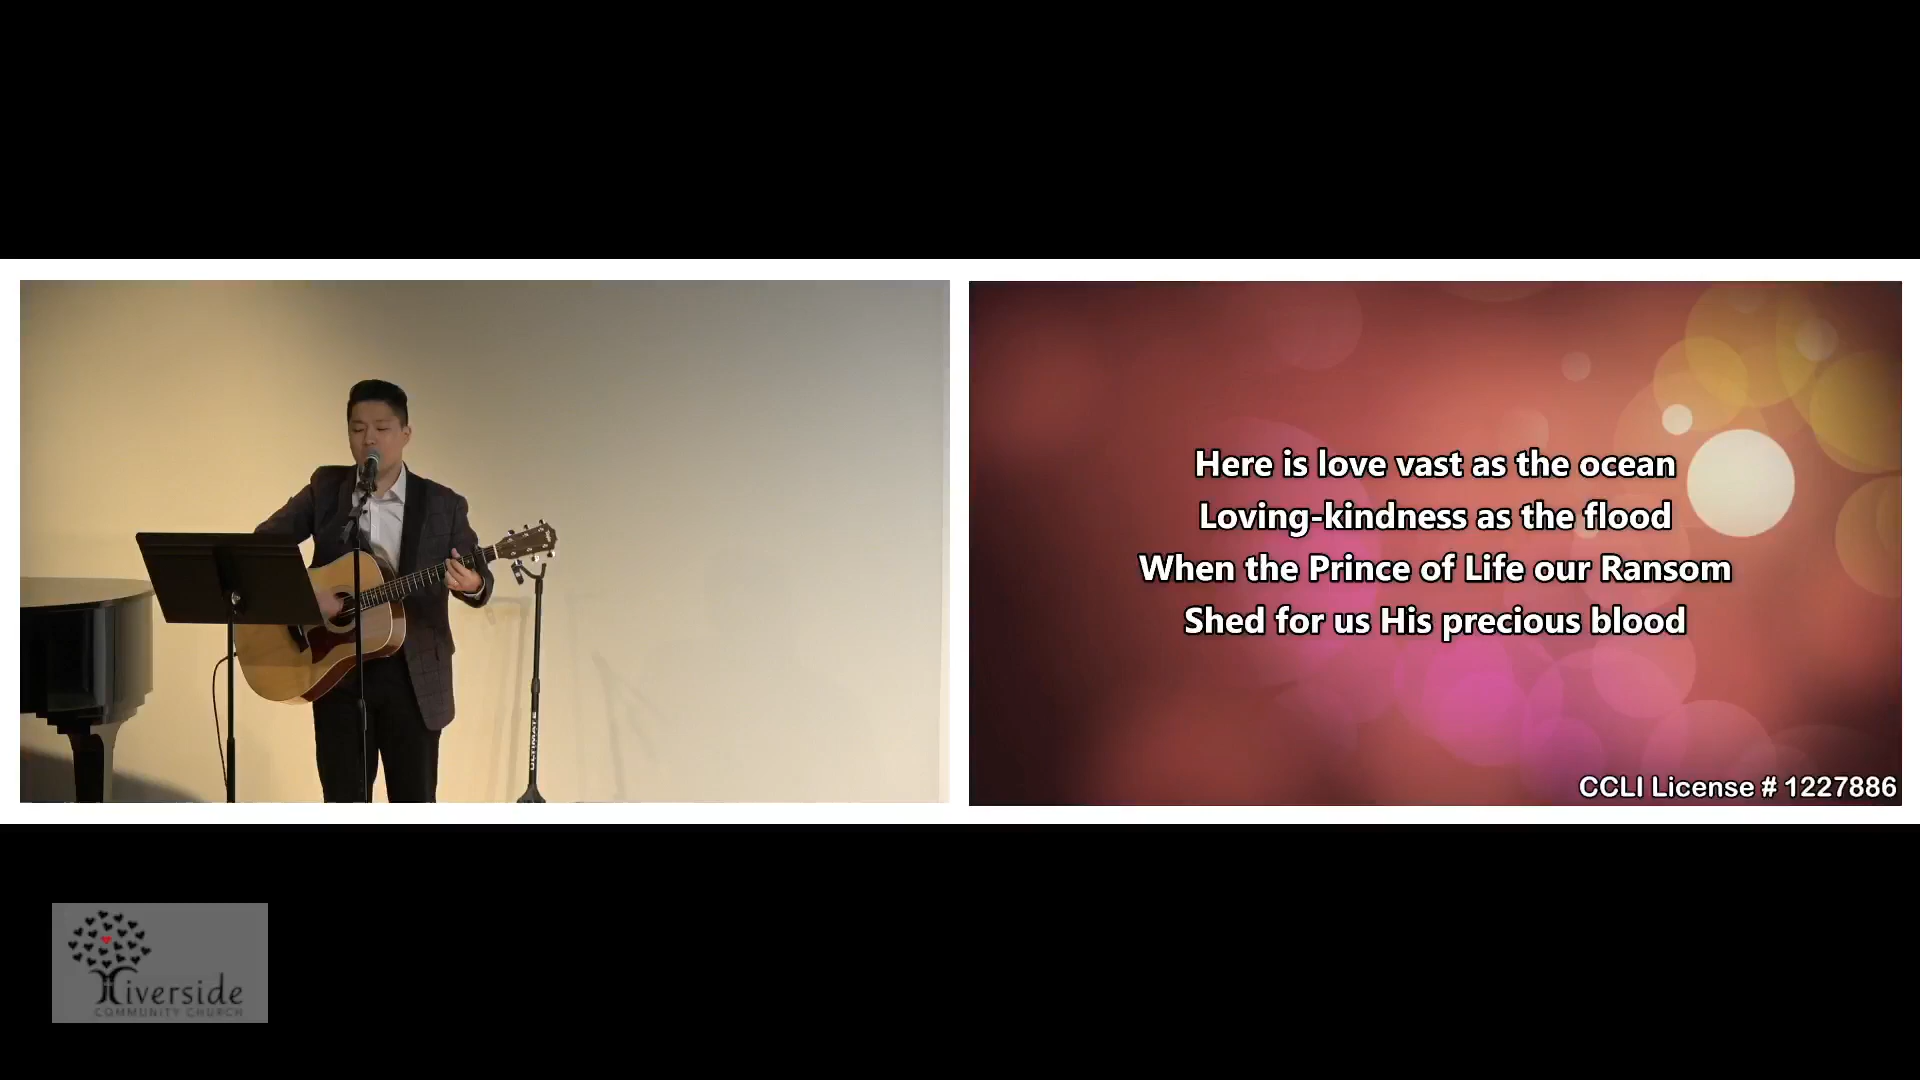 Here is love vast as the ocean
Loving-kindness as the flood
When the Prince of Life our Ransom
Shed for us His precious blood
CCLI License # 1227886
ULTIMATE
Riverside
COMMUNITY CHURCH